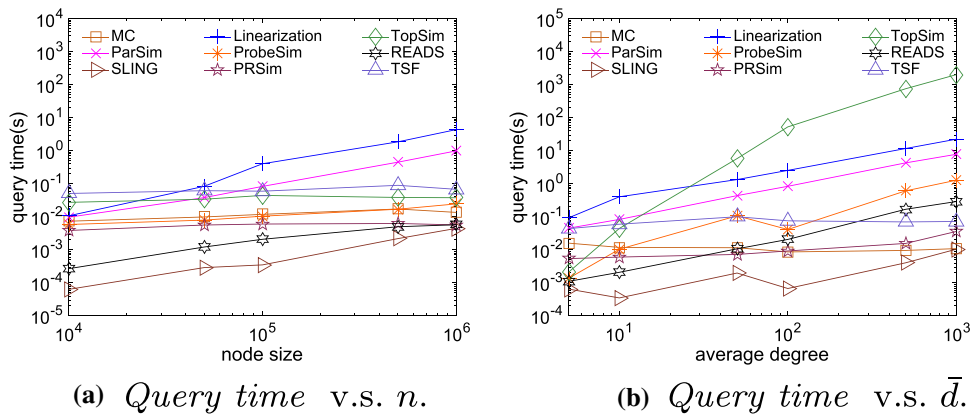 10^4
10^3
10^2
10^1
10^0
10^-1
10^-2
10^-3
10^-4
10^-5
query time(s)
MC
Linearization
TopSim
ParSim
ProbeSim
READS
SLING
PRSim
TSF
10^4
10^5
10^6
node size
(a) Query time v.s. n.
10^5
10^4
10^3
10^2
10^1
10^0
10^-1
10^-2
10^-3
10^-4
query time(s)
MC
Linearization
TopSim
ParSim
ProbeSim
READS
SLING
PRSim
TSF
10^1
10^2
10^3
average degree
(b) Query time v.s. d̄.